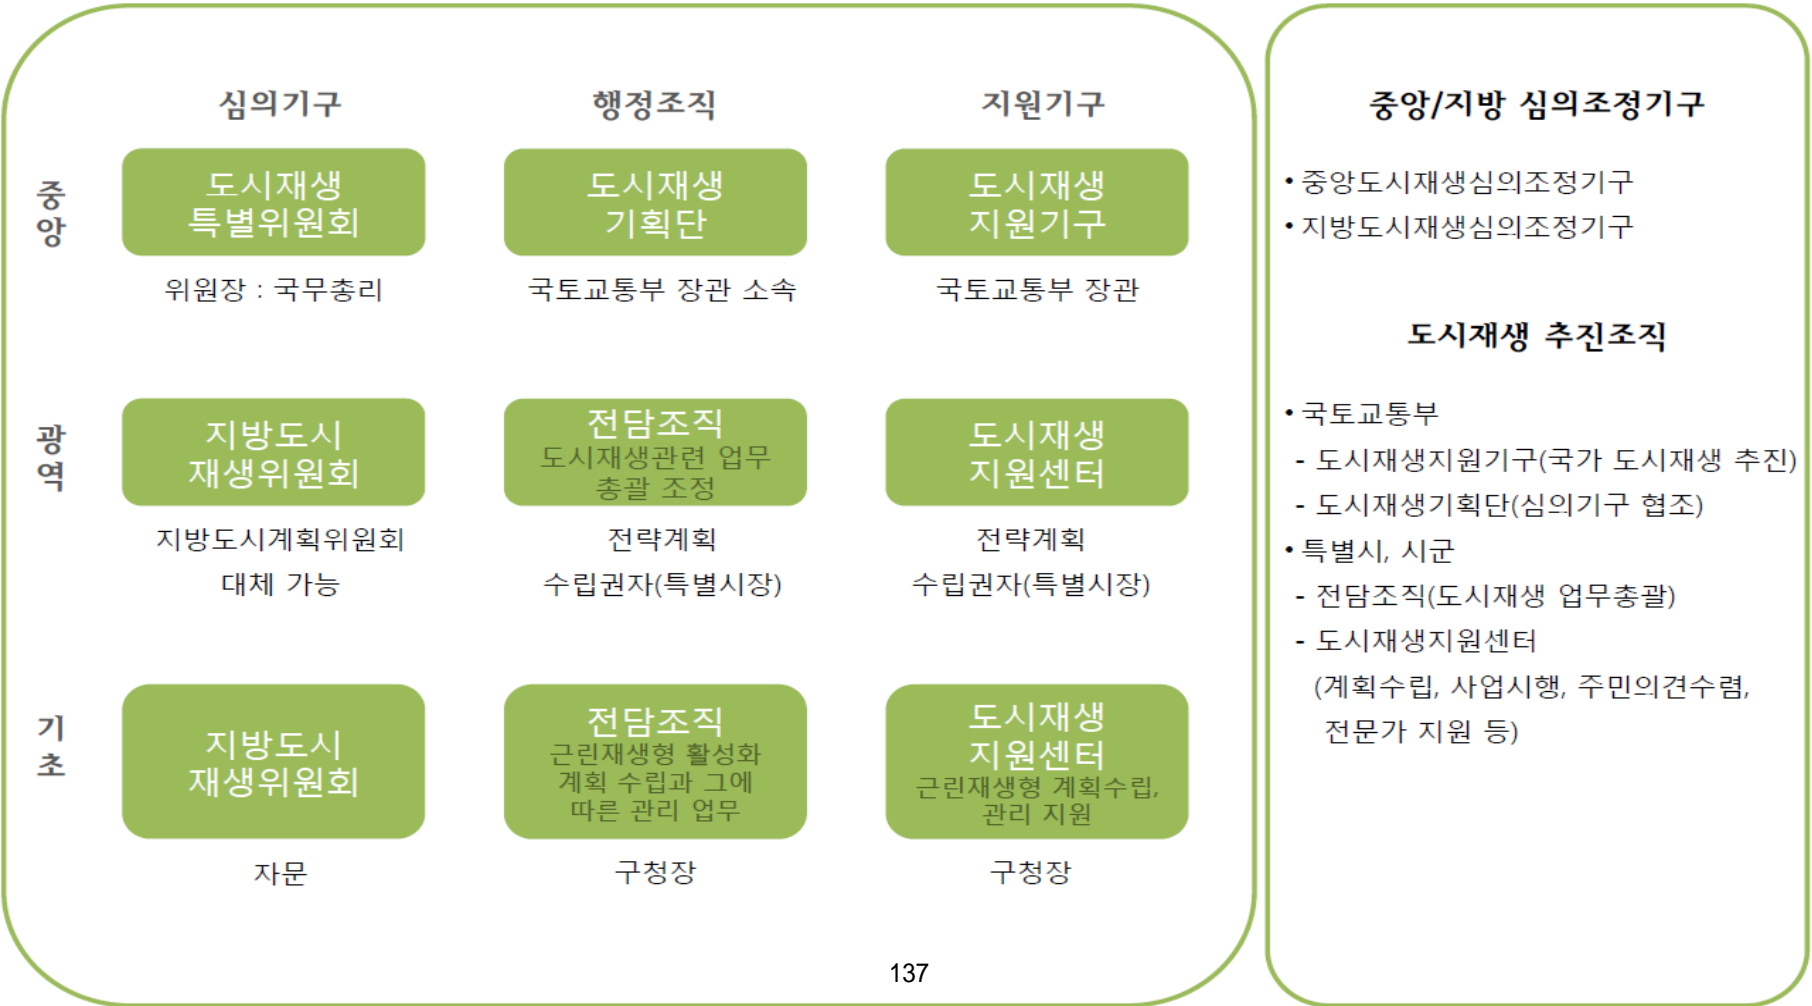 심의기구
행정조직
지원기구
중앙
도시재생
특별위원회
위원장 : 국무총리
도시재생
기획단
국토교통부 장관 소속
도시재생
지원기구
국토교통부 장관
광역
지방도시
재생위원회
지방도시계획위원회
대체 가능
전담조직
도시재생관련 업무
총괄 조정
전략계획
수립권자(특별시장)
도시재생
지원센터
전략계획
수립권자(특별시장)
기초
지방도시
재생위원회
자문
전담조직
근린재생형 활성화
계획 수립과 그에
따른 관리 업무
구청장
도시재생
지원센터
근린재생형 계획수립,
관리 지원
구청장
중앙/지방 심의조정기구
• 중앙도시재생심의조정기구
• 지방도시재생심의조정기구
도시재생 추진조직
• 국토교통부
- 도시재생지원기구(국가 도시재생 추진)
- 도시재생기획단(심의기구 협조)
• 특별시, 시군
- 전담조직(도시재생 업무총괄)
- 도시재생지원센터
(계획수립, 사업시행, 주민의견수렴,
전문가 지원 등)
137